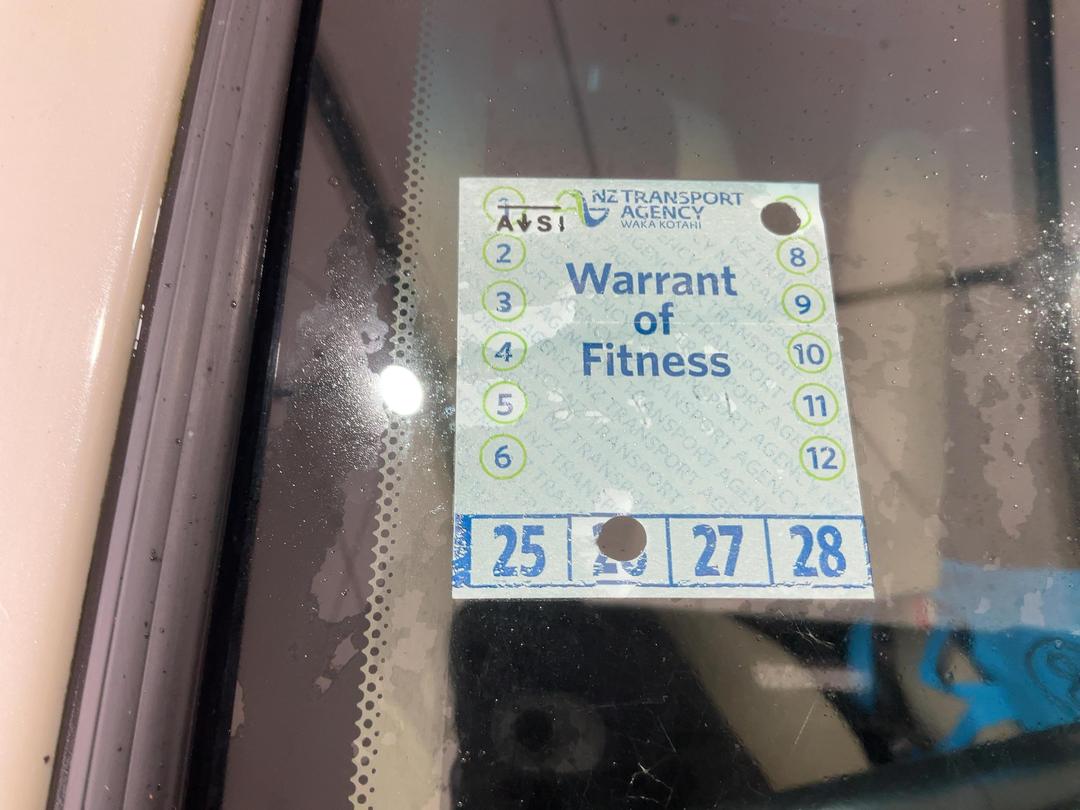 NZ TRANSPORT
AGENCY
WAKA KOTAHI
2
3
4
5
6
8
9
10
11
12
Warrant
of
Fitness
25
27
28